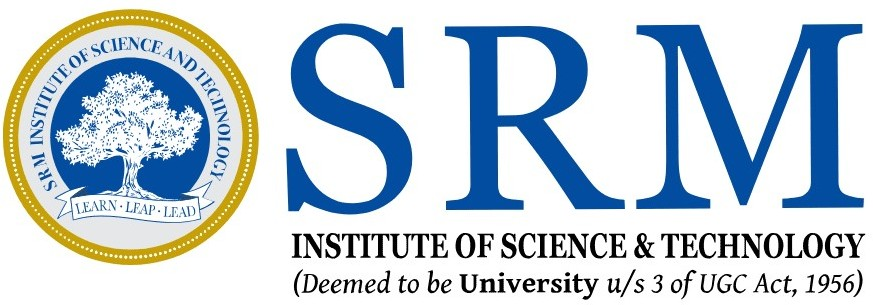 SRM INSTITUTE OF SCIENCE AND TECHNOLOGY
LEARN · LEAP · LEAD
SRM
INSTITUTE OF SCIENCE & TECHNOLOGY
(Deemed to be University u/s 3 of UGC Act, 1956)